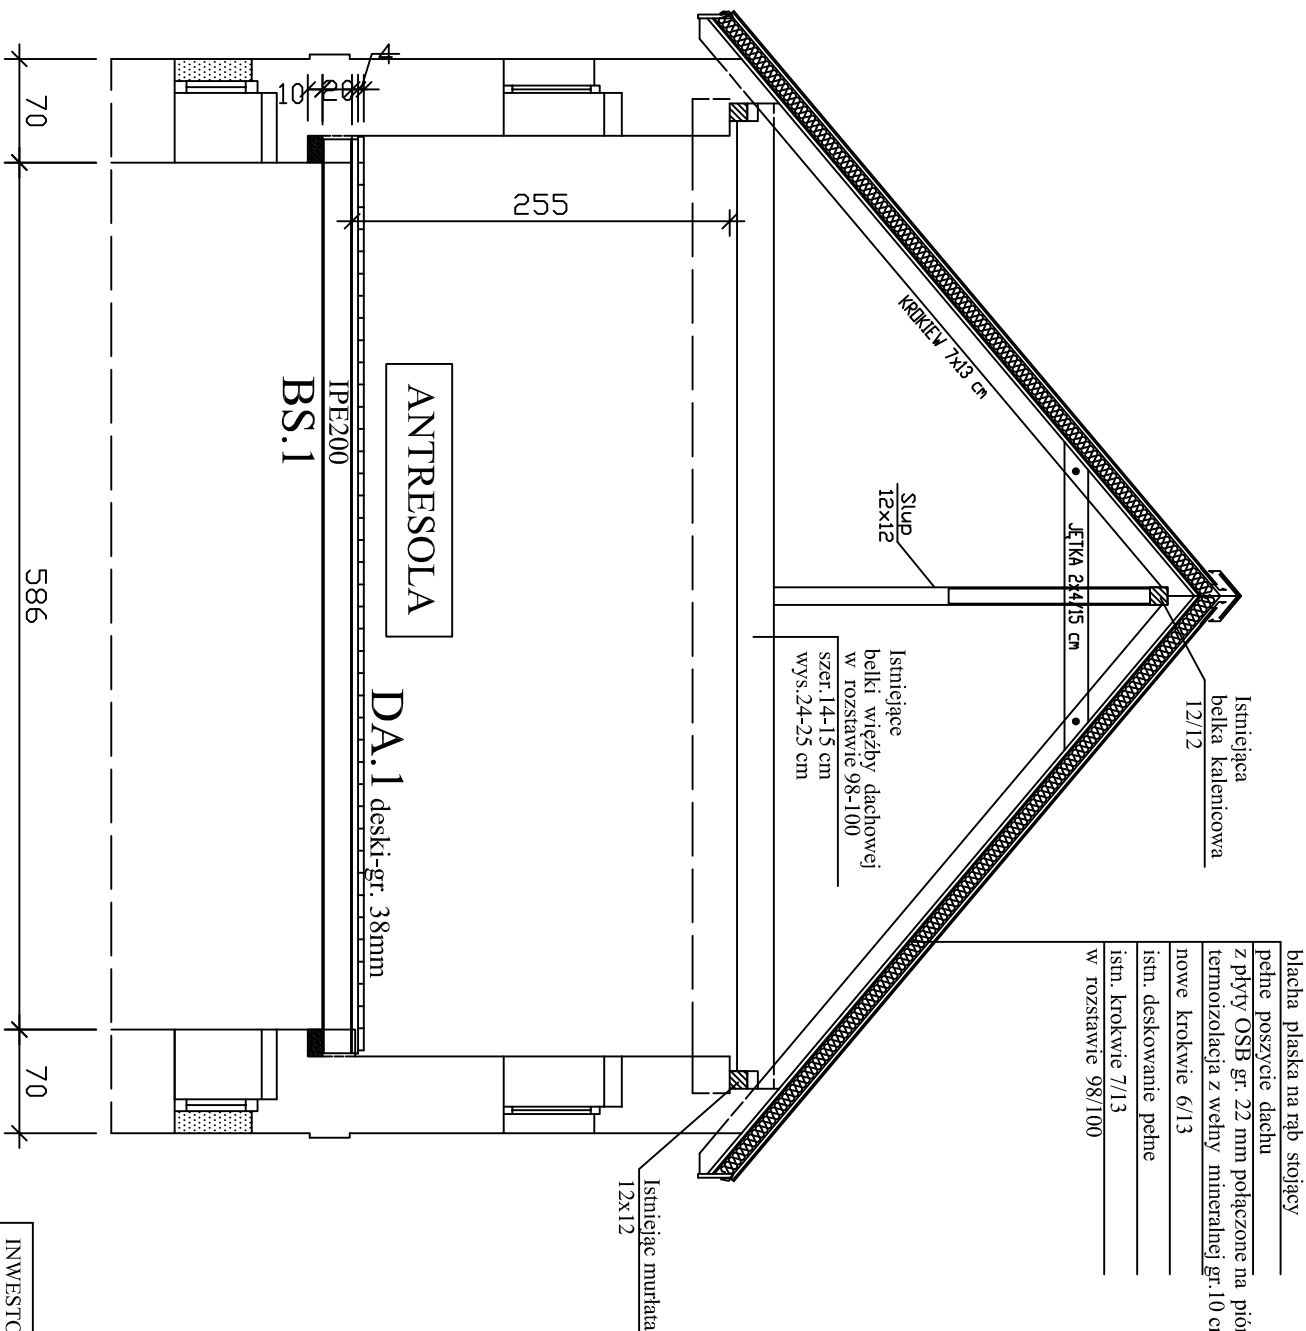 blacha płaska na rąb stojący
pełne poszycie dachu
z płyty OSB gr. 22 mm połączone na
termoizolacja z wełny mineralnej gr.10
nowe krokwie 6/13
istn. deskowanie pełne
istn. krokwie 7/13
w rozstawie 98/100
Istniejąca
belka kalenicowa
12/12
JĘTKA 2x4/15 cm
KROKIEW 7x13 cm
Słup
12x12
Istniejące
belki więźby dachowej
w rozstawie 98-100
szer.14-15 cm
wys.24-25 cm
Istniejąc murłata
12x12
255
ANTRESOLA
DA.1 deski-gr. 38mm
4
20
10
IPE200
BS.1
70
586
70